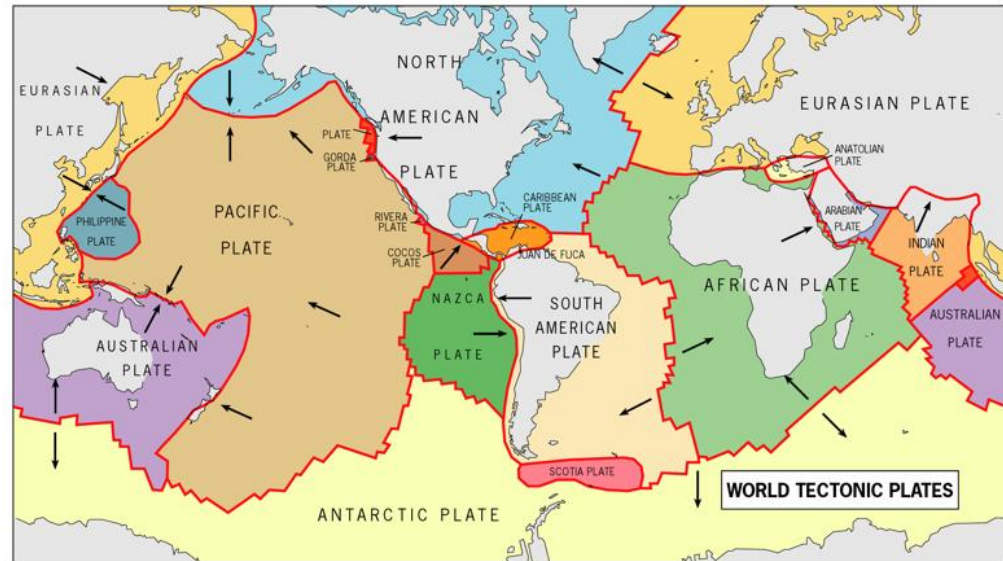 NORTH
AMERICAN
PLATE
EURASIAN
PLATE
EURASIAN PLATE
ANATOLIAN
PLATE
PLATE
GORDA
PLATE
CARIBBEAN
PLATE
PHILIPPINE
PLATE
PACIFIC
PLATE
RIVERA
PLATE
COCOS
PLATE
JUAN DE FUCA
ARABIAN
PLATE
INDIAN
PLATE
AFRICAN PLATE
NAZCA
PLATE
SOUTH
AMERICAN
PLATE
AUSTRALIAN
PLATE
AUSTRALIAN
PLATE
SCOTIA PLATE
WORLD TECTONIC PLATES
ANTARCTIC PLATE